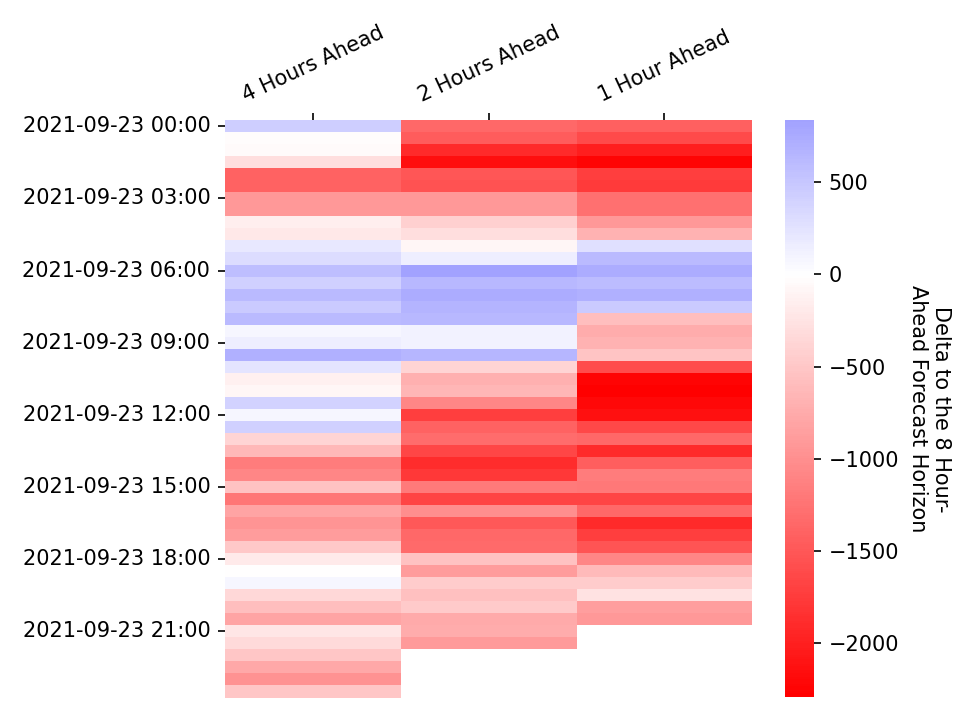 4 Hours Ahead
2 Hours Ahead
1 Hour Ahead
2021-09-23 00:00
2021-09-23 03:00
2021-09-23 06:00
2021-09-23 09:00
2021-09-23 12:00
2021-09-23 15:00
2021-09-23 18:00
2021-09-23 21:00
500
0
−500
−1000
−1500
−2000
Delta to the 8 Hour-
Ahead Forecast Horizon